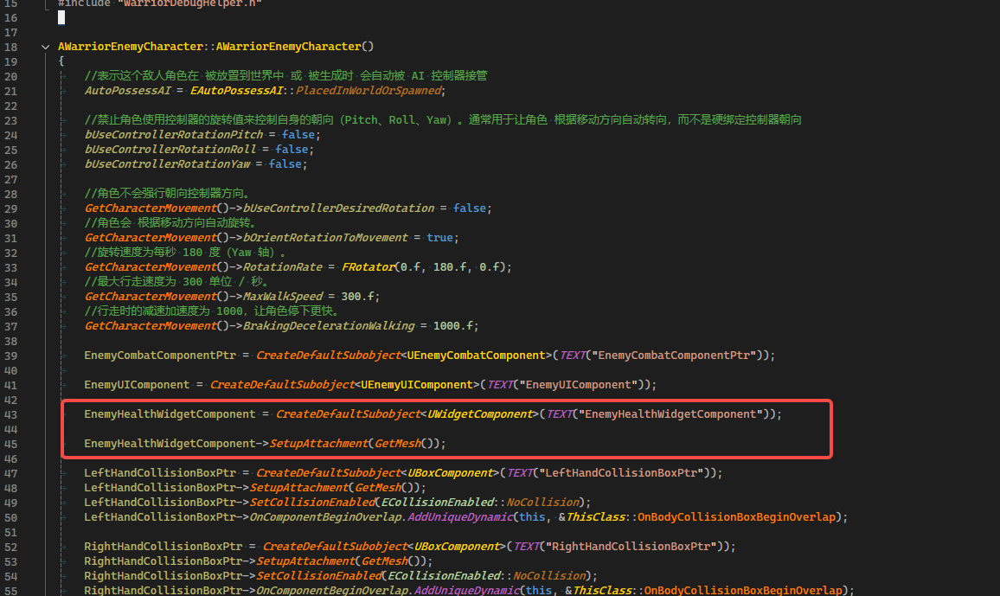 15 #include "WarriorDebugHelper.h"
16
17
18 AWarriorEnemyCharacter::AWarriorEnemyCharacter()
19 {
20 //表示这个敌人角色在 被放置到世界中 或 被生成时 会自动被 AI 控制器接管
21 AutoPossessAI = EAutoPossessAI::PlacedInWorldOrSpawned;
22
23 //禁止角色使用控制器的旋转值来控制自身的朝向（Pitch、Roll、Yaw）。通常用于让角色 根据移动方向自动转向，而不是硬绑定控制器朝向
24 bUseControllerRotationPitch = false;
25 bUseControllerRotationRoll = false;
26 bUseControllerRotationYaw = false;
27
28 //角色不会强行朝向控制器方向。
29 GetCharacterMovement()->bUseControllerDesiredRotation = false;
30 //角色会 根据移动方向自动旋转。
31 GetCharacterMovement()->bOrientRotationToMovement = true;
32 //旋转速度为每秒 180 度（Yaw 轴）。
33 GetCharacterMovement()->RotationRate = FRotator(0.f, 180.f, 0.f);
34 //最大行走速度为 300 单位 / 秒。
35 GetCharacterMovement()->MaxWalkSpeed = 300.f;
36 //行走时的减速加速度为 1000，让角色停下更快。
37 GetCharacterMovement()->BrakingDecelerationWalking = 1000.f;
38
39 EnemyCombatComponentPtr = CreateDefaultSubobject<UEnemyCombatComponent>(TEXT("EnemyCombatComponentPtr"));
40
41 EnemyUIComponent = CreateDefaultSubobject<UEnemyUIComponent>(TEXT("EnemyUIComponent"));
42
43 EnemyHealthWidgetComponent = CreateDefaultSubobject<UWidgetComponent>(TEXT("EnemyHealthWidgetComponent"));
44
45 EnemyHealthWidgetComponent->SetupAttachment(GetMesh());
46
47 LeftHandCollisionBoxPtr = CreateDefaultSubobject<UBoxComponent>(TEXT("LeftHandCollisionBoxPtr"));
48 LeftHandCollisionBoxPtr->SetupAttachment(GetMesh());
49 LeftHandCollisionBoxPtr->SetCollisionEnabled(ECollisionEnabled::NoCollision);
50 LeftHandCollisionBoxPtr->OnComponentBeginOverlap.AddUniqueDynamic(this, &ThisClass::OnBodyCollisionBoxBeginOverlap);
51
52 RightHandCollisionBoxPtr = CreateDefaultSubobject<UBoxComponent>(TEXT("RightHandCollisionBoxPtr"));
53 RightHandCollisionBoxPtr->SetupAttachment(GetMesh());
54 RightHandCollisionBoxPtr->SetCollisionEnabled(ECollisionEnabled::NoCollision);
55 RightHandCollisionBoxPtr->OnComponentBeginOverlap.AddUniqueDynamic(this, &ThisClass::OnBodyCollisionBoxBeginOverlap);